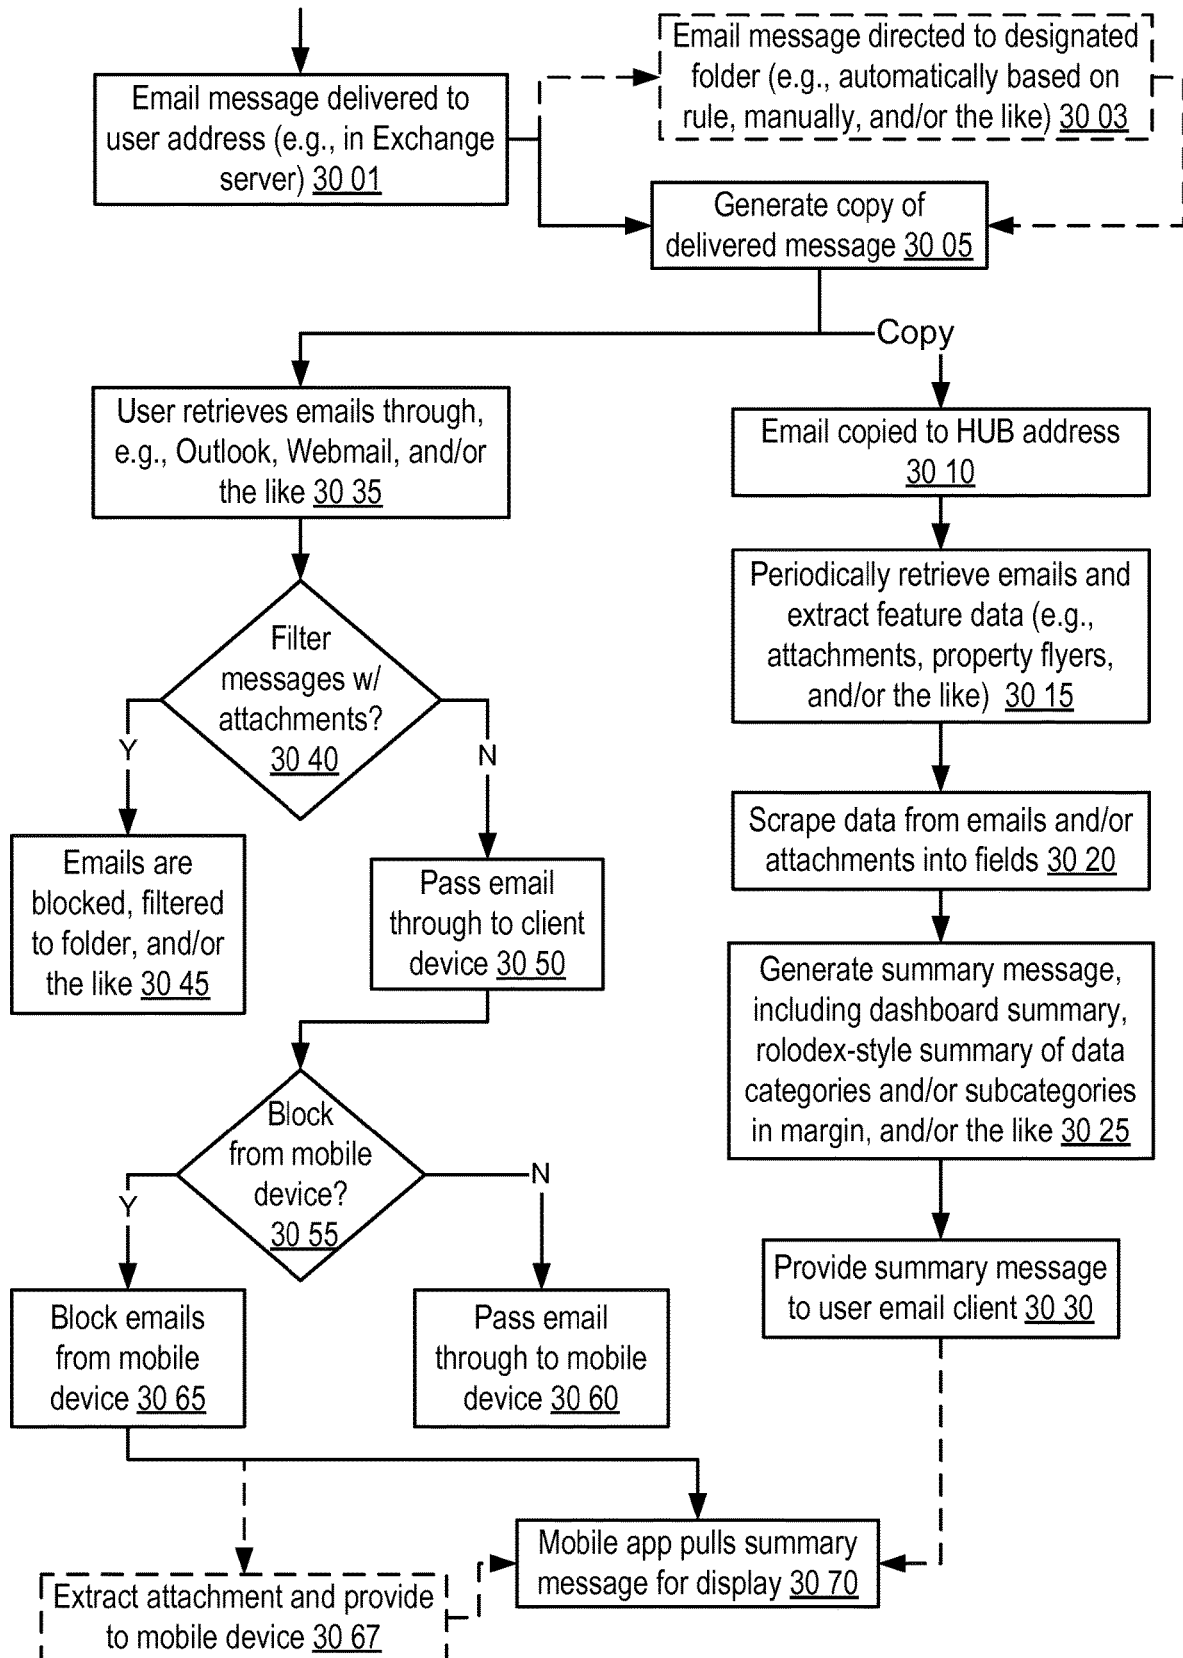 Email message delivered to
user address (e.g., in Exchange
server) 30 01
Email message directed to designated
folder (e.g., automatically based on
rule, manually, and/or the like) 30 03
Generate copy of
delivered message 30 05
Copy
User retrieves emails through,
e.g., Outlook, Webmail, and/or
the like 30 35
Filter
messages w/
attachments?
30 40
Y
N
Emails are
blocked, filtered
to folder, and/or
the like 30 45
Pass email
through to client
device 30 50
Block
from mobile
device?
30 55
Y
N
Block emails
from mobile
device 30 65
Pass email
through to mobile
device 30 60
Email copied to HUB address
30 10
Periodically retrieve emails and
extract feature data (e.g.,
attachments, property flyers,
and/or the like) 30 15
Scrape data from emails and/or
attachments into fields 30 20
Generate summary message,
including dashboard summary,
rolodex-style summary of data
categories and/or subcategories
in margin, and/or the like 30 25
Provide summary message
to user email client 30 30
Mobile app pulls summary
message for display 30 70
Extract attachment and provide
to mobile device 30 67